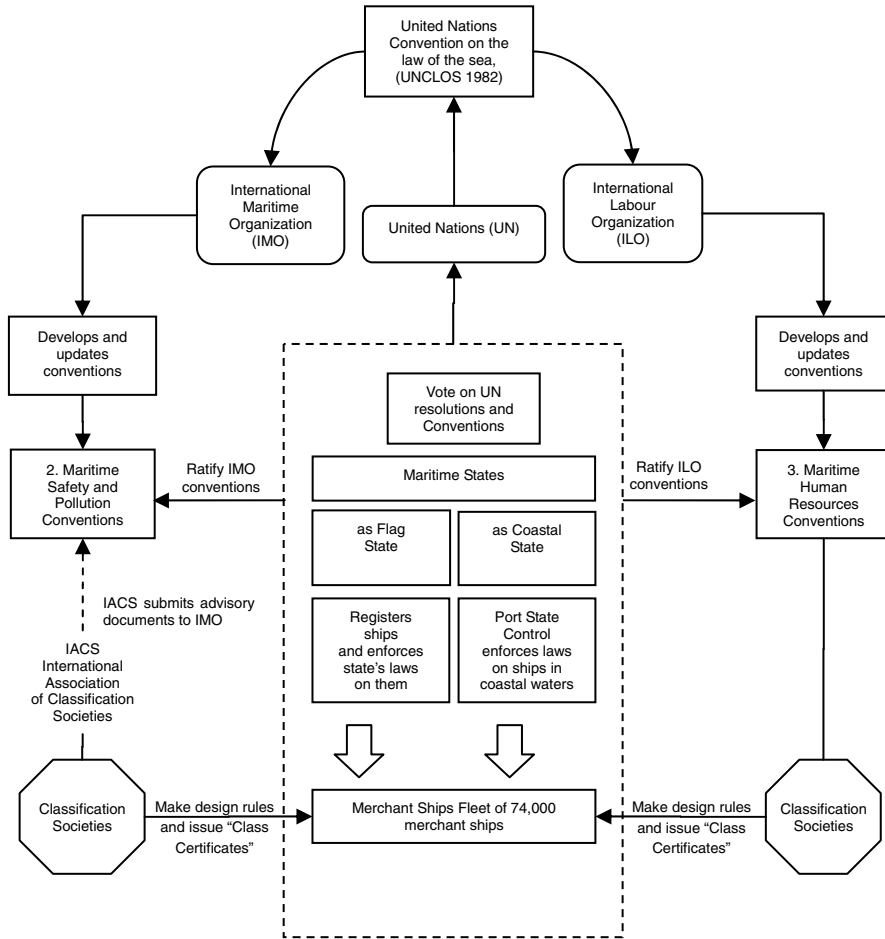 United Nations
Convention on the
law of the sea,
(UNCLOS 1982)
International
Maritime
Organization
(IMO)
United Nations (UN)
International
Labour
Organization
(ILO)
Develops and
updates
conventions
Develops and
updates
conventions
Vote on UN
resolutions and
Conventions
2. Maritime
Safety and
Pollution
Conventions
Ratify IMO
conventions
Maritime States
Ratify ILO
conventions
3. Maritime
Human
Resources
Conventions
as Flag
State
as Coastal
State
IACS submits advisory
documents to IMO
Registers
ships
and enforces
state’s laws
on them
Port State
Control
enforces laws
on ships in
coastal waters
IACS
International
Association
of Classification
Societies
Classification
Societies
Make design rules
and issue “Class
Certificates”
Merchant Ships Fleet of 74,000
merchant ships
Make design rules
and issue “Class
Certificates”
Classification
Societies